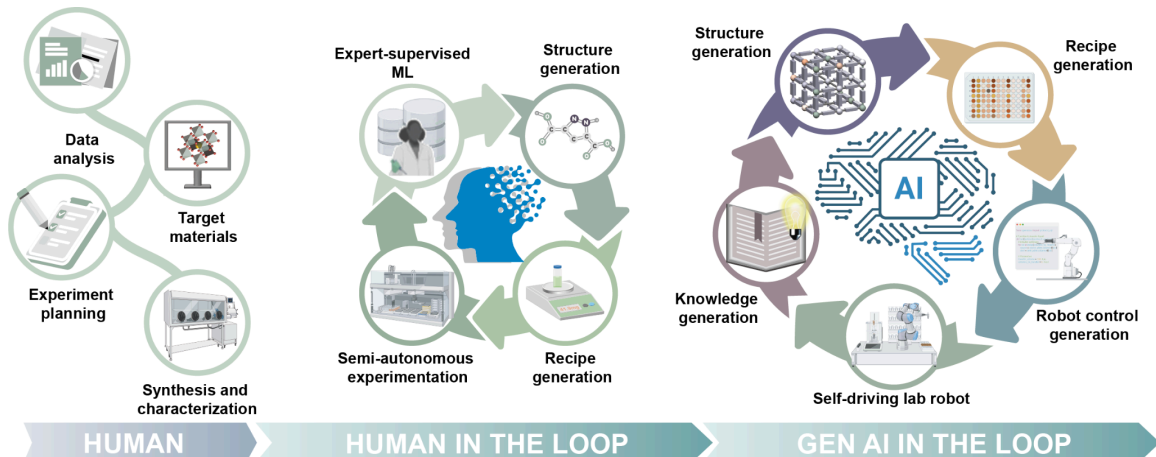 Data
analysis
Target
materials
Experiment
planning
Synthesis and
characterization
Expert-supervised
ML
Structure
generation
N
N
H
O
O
H
Recipe
generation
Semi-autonomous
experimentation
Structure
generation
Recipe
generation
AI
Robot control
generation
Self-driving lab robot
Knowledge
generation
HUMAN
HUMAN IN THE LOOP
GEN AI IN THE LOOP